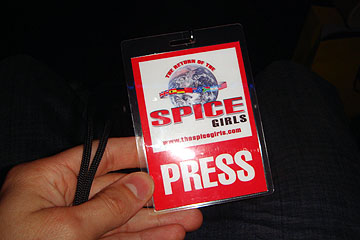 THE RETURN OF THE
SPICE
GIRLS
www.thespicegirls.com
PRESS